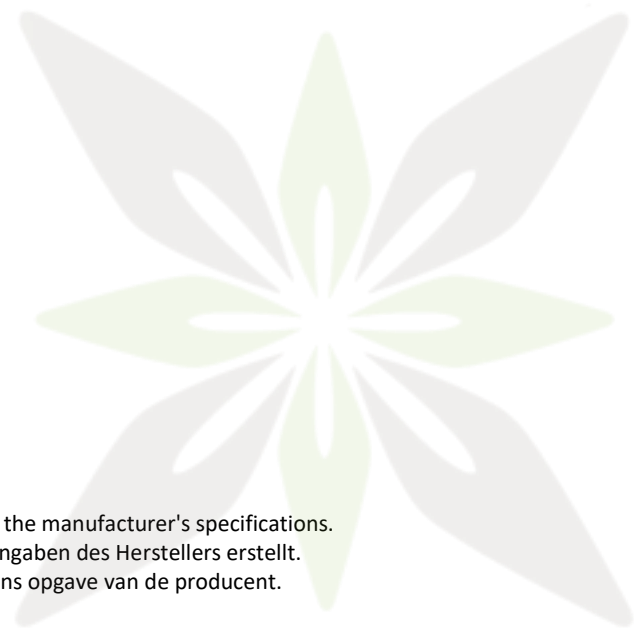 the manufacturer's specifications.
ngaben des Herstellers erstellt.
ns opgave van de producent.